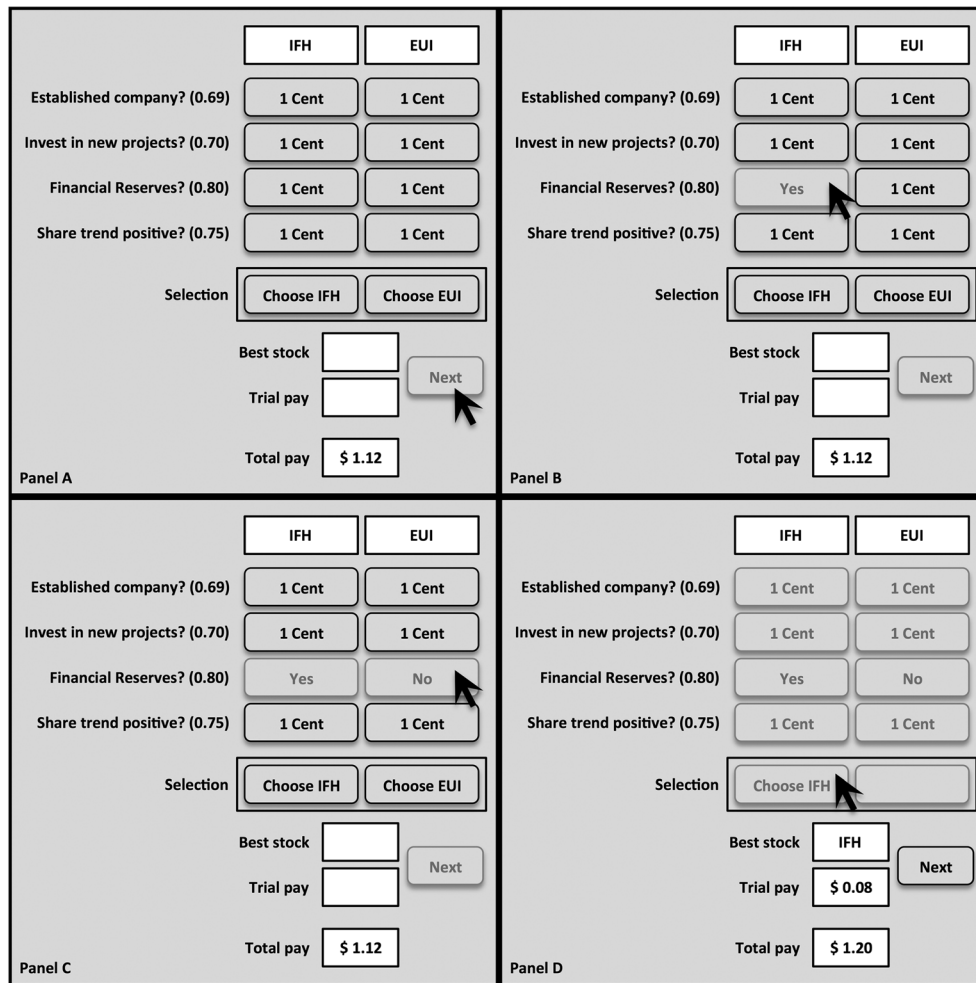 IFH EUI
Established company? (0.69) 1 Cent 1 Cent
Invest in new projects? (0.70) 1 Cent 1 Cent
Financial Reserves? (0.80) 1 Cent 1 Cent
Share trend positive? (0.75) 1 Cent 1 Cent
Selection Choose IFH Choose EUI
Best stock
Next
Trial pay
Total pay $ 1.12
Panel A
IFH EUI
Established company? (0.69) 1 Cent 1 Cent
Invest in new projects? (0.70) 1 Cent 1 Cent
Financial Reserves? (0.80) Yes 1 Cent
Share trend positive? (0.75) 1 Cent 1 Cent
Selection Choose IFH Choose EUI
Best stock
Next
Trial pay
Total pay $ 1.12
Panel B
IFH EUI
Established company? (0.69) 1 Cent 1 Cent
Invest in new projects? (0.70) 1 Cent 1 Cent
Financial Reserves? (0.80) Yes No
Share trend positive? (0.75) 1 Cent 1 Cent
Selection Choose IFH Choose EUI
Best stock
Next
Trial pay
Total pay $ 1.12
Panel C
IFH EUI
Established company? (0.69) 1 Cent 1 Cent
Invest in new projects? (0.70) 1 Cent 1 Cent
Financial Reserves? (0.80) Yes No
Share trend positive? (0.75) 1 Cent 1 Cent
Selection Choose IFH
Best stock IFH
Next
Trial pay $ 0.08
Total pay $ 1.20
Panel D